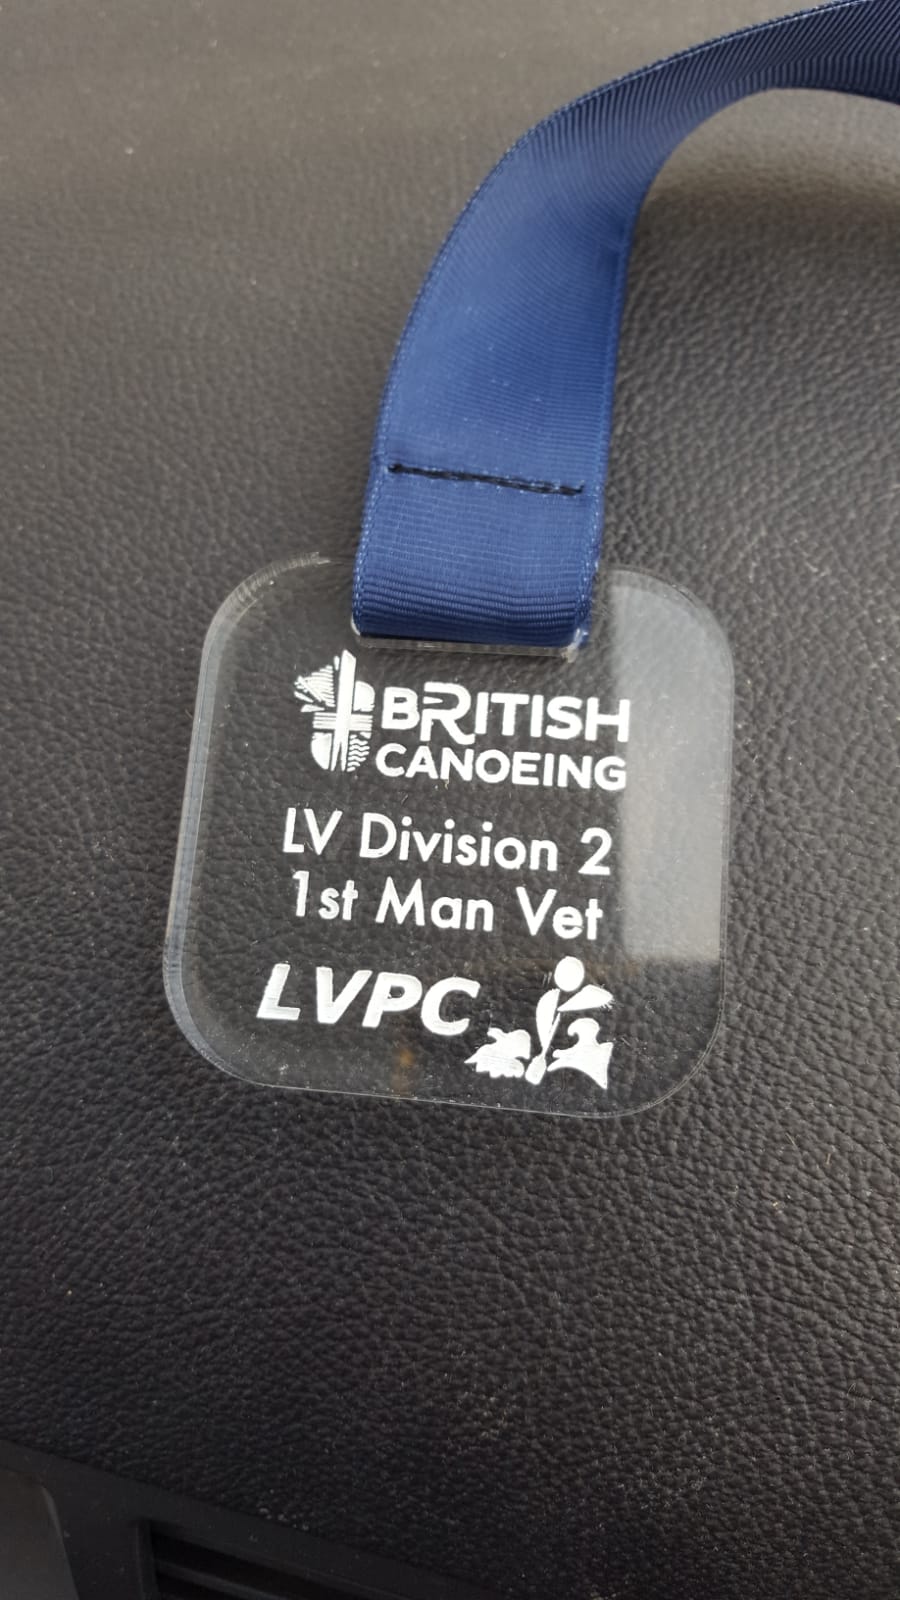 BRITISH
CANOEING
LV Division 2
1st Man Vet
LVPC